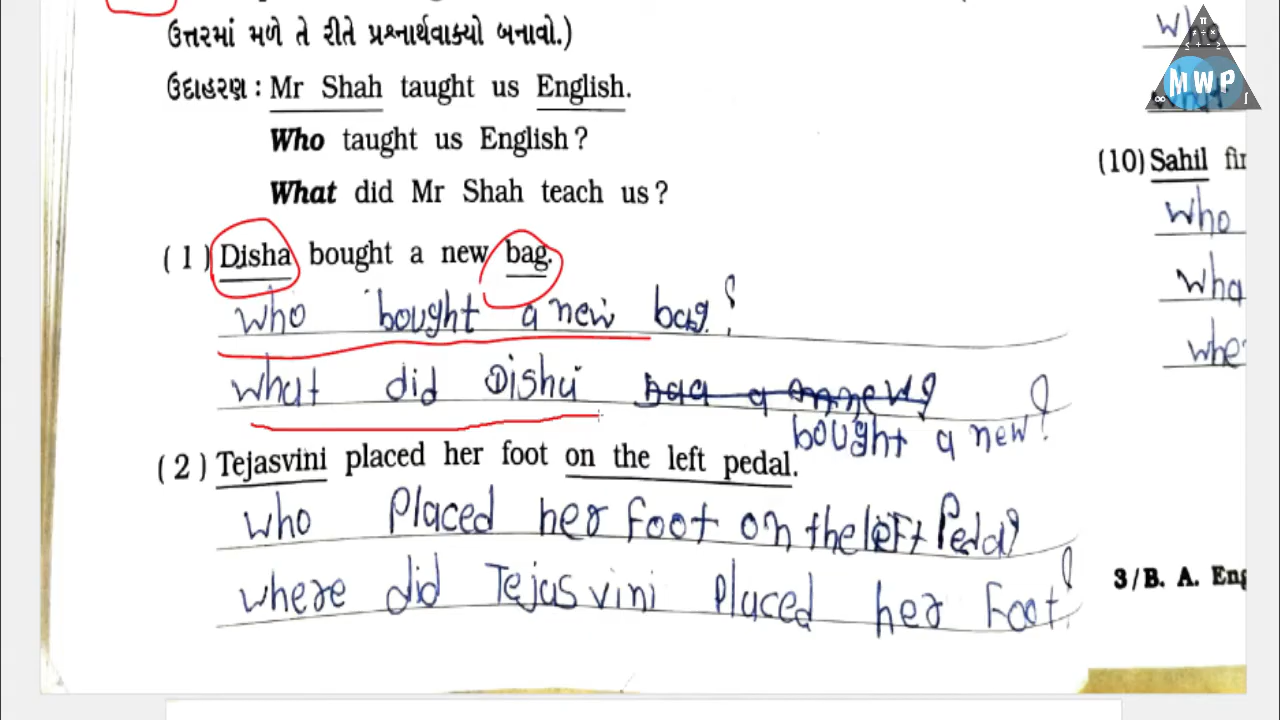 ઉત્તરમાં મળે તે રીતે પ્રશ્નાર્થવાક્યો બનાવો.)
ઉદાહરણ : Mr Shah taught us English.
Who taught us English?
What did Mr Shah teach us?
(1) Disha bought a new bag.
who bought a new bag?
what did Disha ?
bought a new?
(2) Tejasvini placed her foot on the left pedal.
who placed her foot on the left Pedal?
where did Tejasvini placed her foot?
who
MWP
(10) Sahil
who
3/B. A. Eng